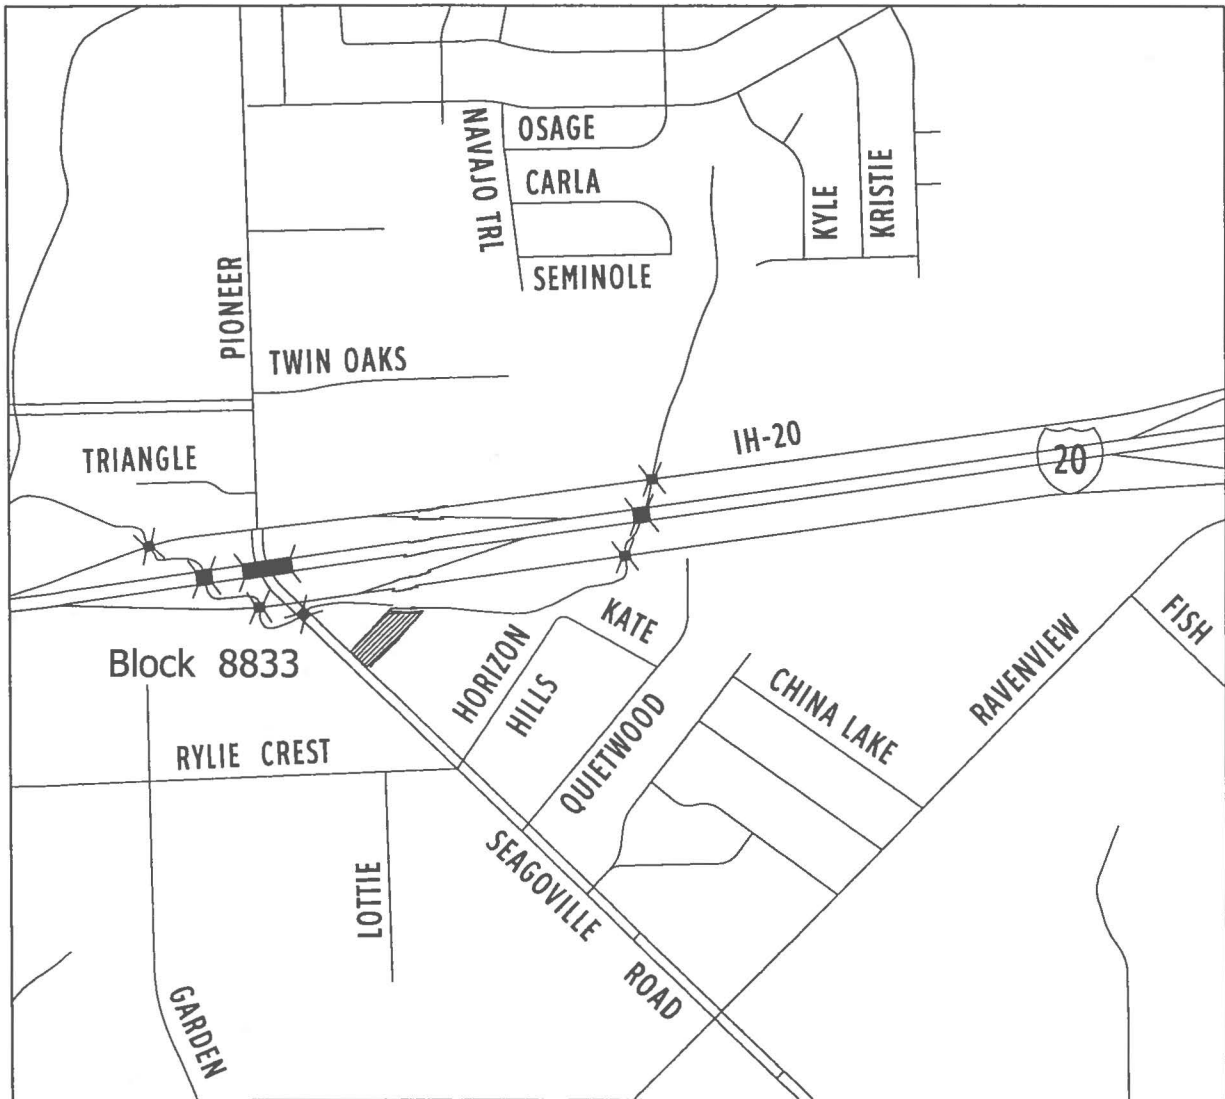 OSAGE
NAVAJO TRL
CARLA
KYLE
KRISTIE
SEMINOLE
PIONEER
TWIN OAKS
IH-20
20
TRIANGLE
KATE
FISH
HORIZON
HILLS
Block 8833
RAVENVIEW
CHINA LAKE
QUIETWOOD
RYLIE CREST
LOTTIE
SEAGOVILLE
ROAD
GARDEN